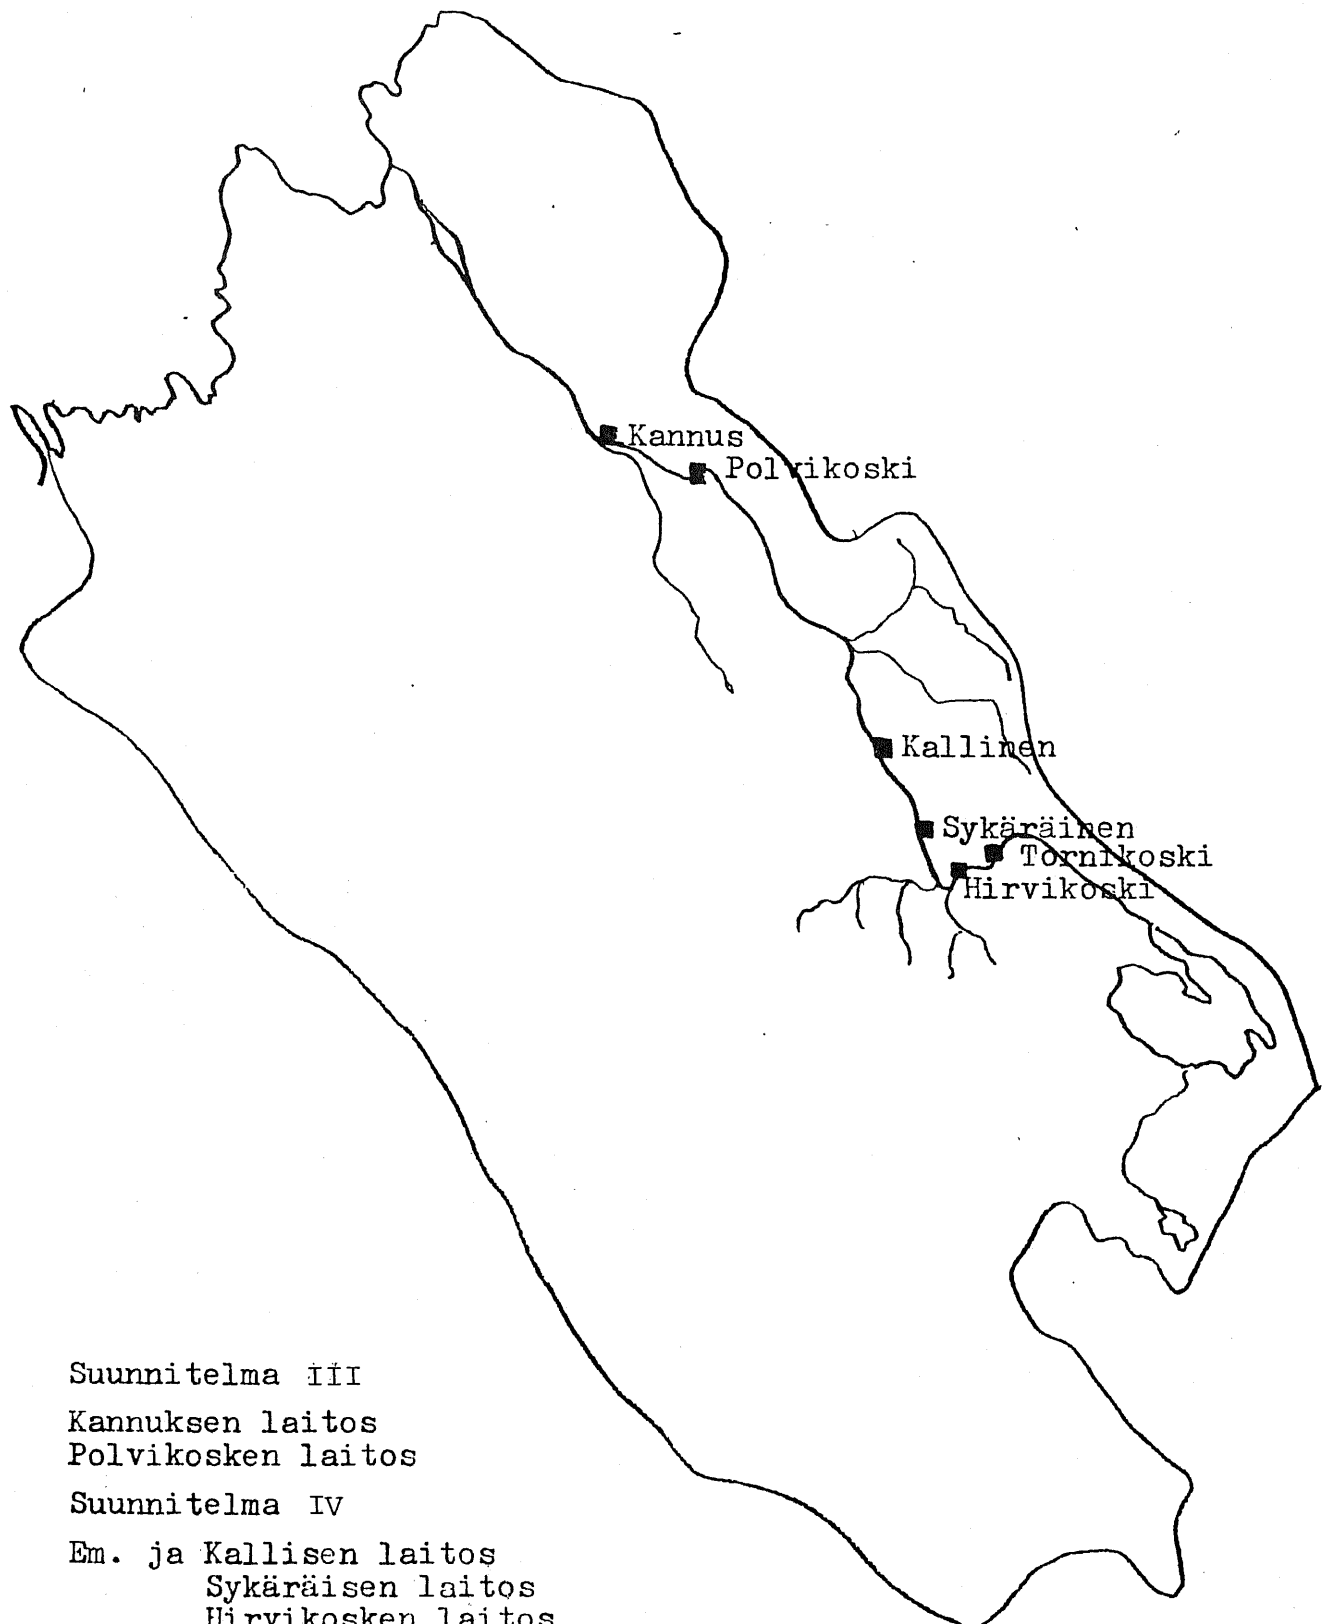 Kannus
Polvikoski
Kallinen
Sykäräinen
Tornikoski
Hirvikoski
Suunnitelma III
Kannuksen laitos
Polvikosken laitos
Suunnitelma IV
Em. ja Kallisen laitos
Sykäräisen laitos
Hirvikosken laitos